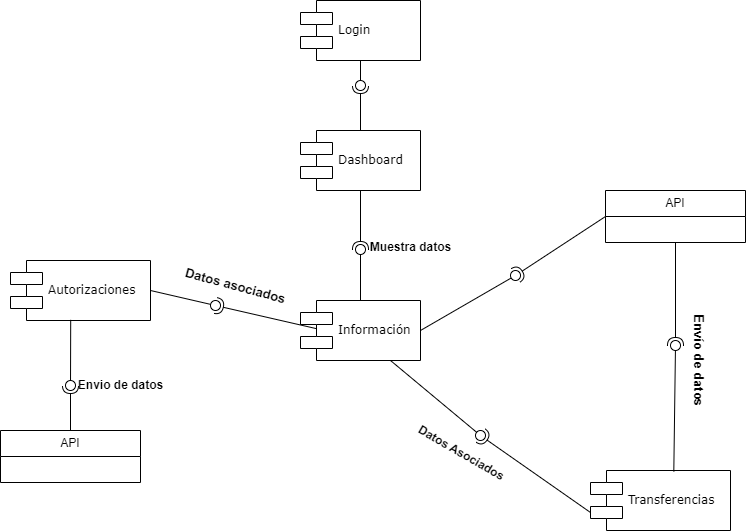 Login
Dashboard
Muestra datos
API
Autorizaciones
Datos asociados
Información
Envio de datos
Envío de datos
API
Datos Asociados
Transferencias